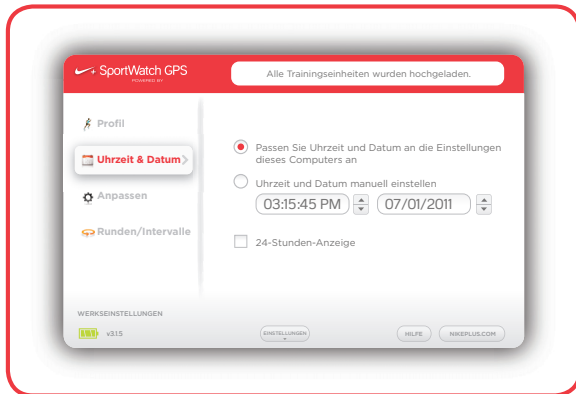 SportWatch GPS
POWERED BY
Alle Trainingseinheiten wurden hochgeladen.
Profil
Uhrzeit & Datum
Anpassen
Runden/Intervalle
Passen Sie Uhrzeit und Datum an die Einstellungen
dieses Computers an
Uhrzeit und Datum manuell einstellen
03:15:45 PM
07/01/2011
24-Stunden-Anzeige
WERKSEINSTELLUNGEN
v315
EINSTELLUNGEN
HILFE
NIKEPLUS.COM